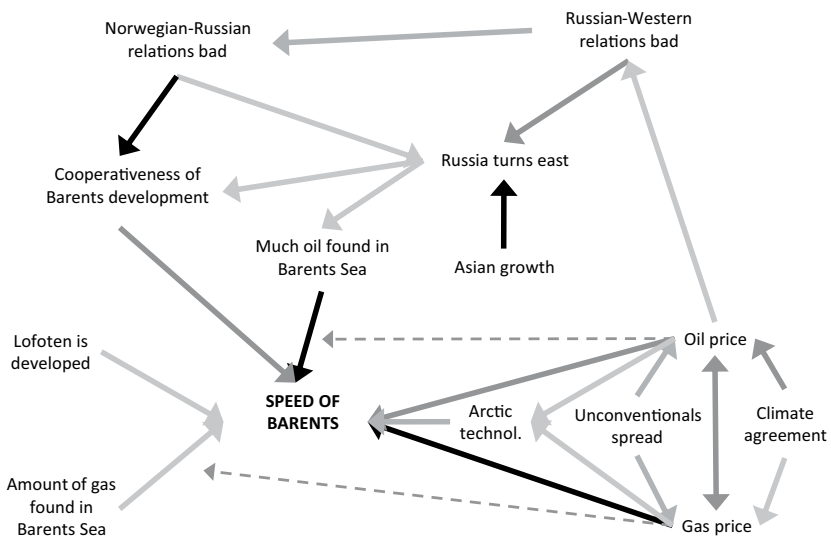 Norwegian-Russian
relations bad
Russian-Western
relations bad
Cooperativeness of
Barents development
Russia turns east
Much oil found in
Barents Sea
Asian growth
Lofoten is
developed
Oil price
SPEED OF
BARENTS
Arctic
technol.
Unconventionals
spread
Climate
agreement
Amount of gas
found in
Barents Sea
Gas price